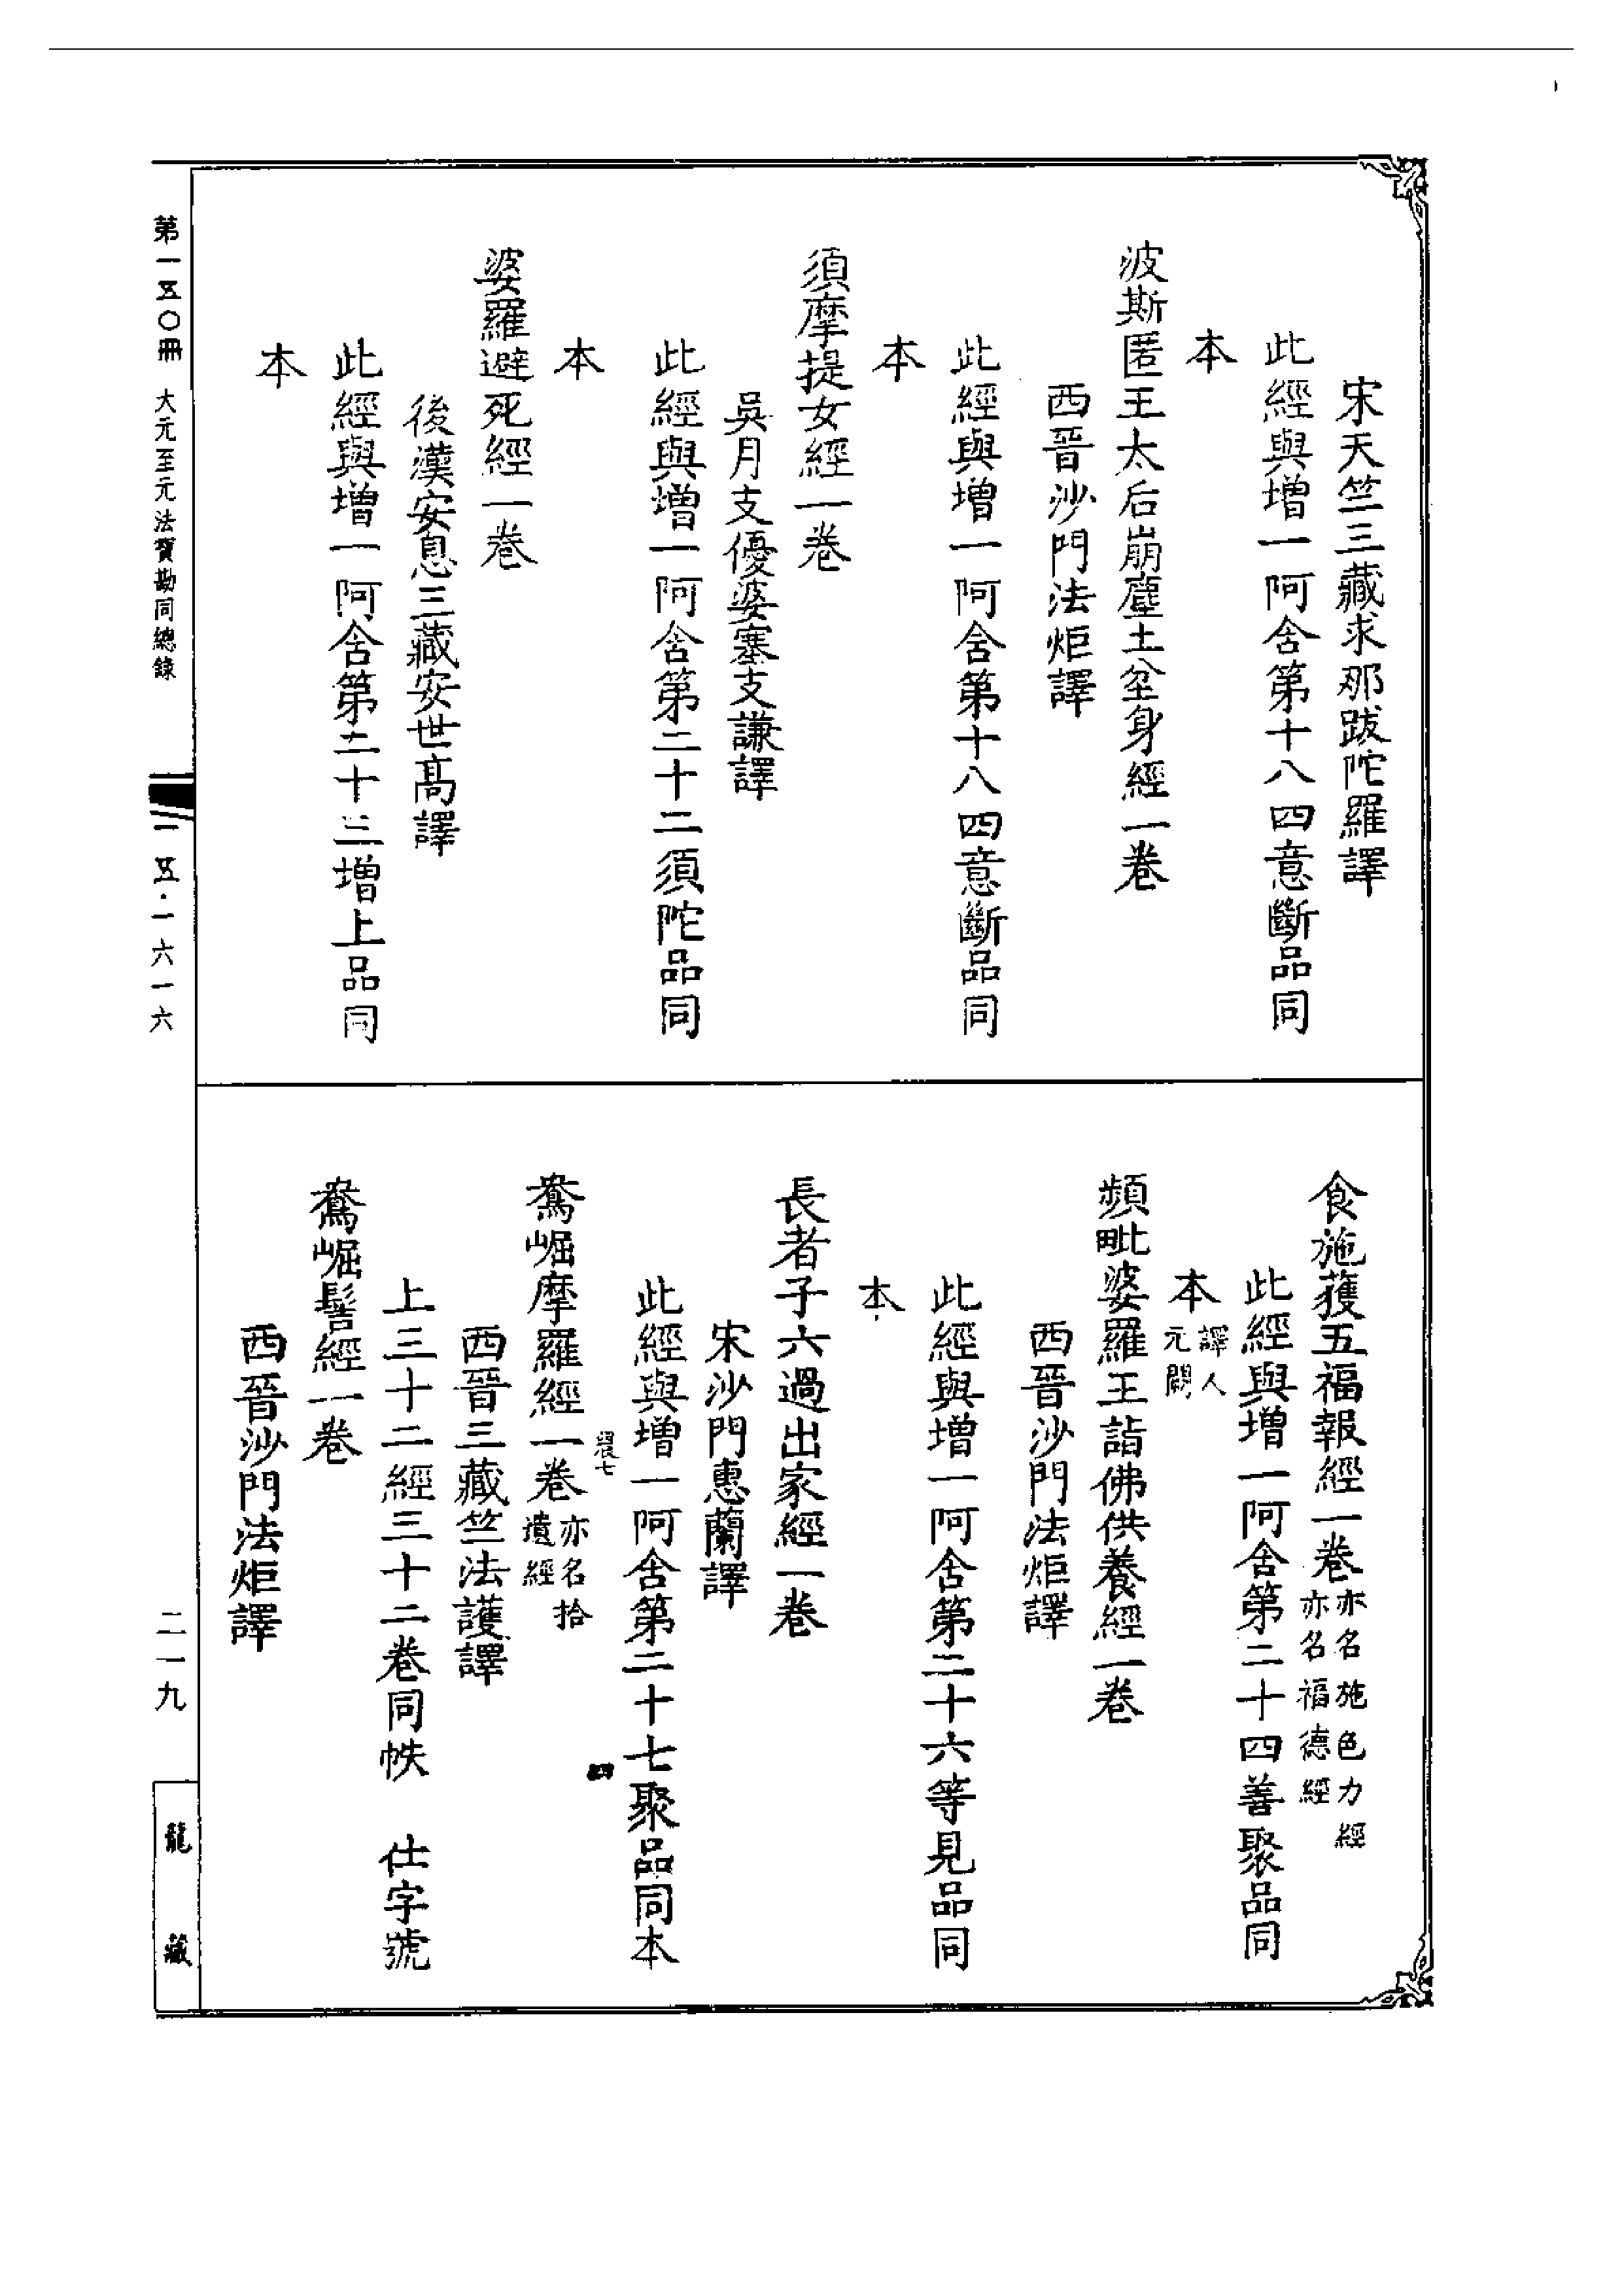 宋天竺三藏求那跋陀羅譯
此經與增一阿含第十八四意斷品同
本
波斯匿王太后崩塵土坌身經一卷
西晉沙門法炬譯
此經與增一阿含第十八四意斷品同
本
須摩提女經一卷
吳月支優婆塞支謙譯
此經與增一阿含第二十二須陀品同
本
婆羅避死經一卷
後漢安息三藏安世高譯
此經與增一阿含第二十三增上品同
本
食施獲五福報經一卷亦名施色力經
亦名福德經
此經與增一阿含第二十四善聚品同
本譯人
元闕
頻毗婆羅王詣佛供養經一卷
西晉沙門法炬譯
此經與增一阿含第二十六等見品同
本
長者子六過出家經一卷
宋沙門惠蘭譯
此經與增一阿含第二十七聚品同本
鴦崛摩羅經一卷亦名拾
遺經
西晉三藏竺法護譯
上三十二經三十二卷同帙 仕字號
鴦崛髻經一卷
西晉沙門法炬譯
第一五〇冊 大元至元法寶勘同總錄
一五·一六一六
二一九
龍藏